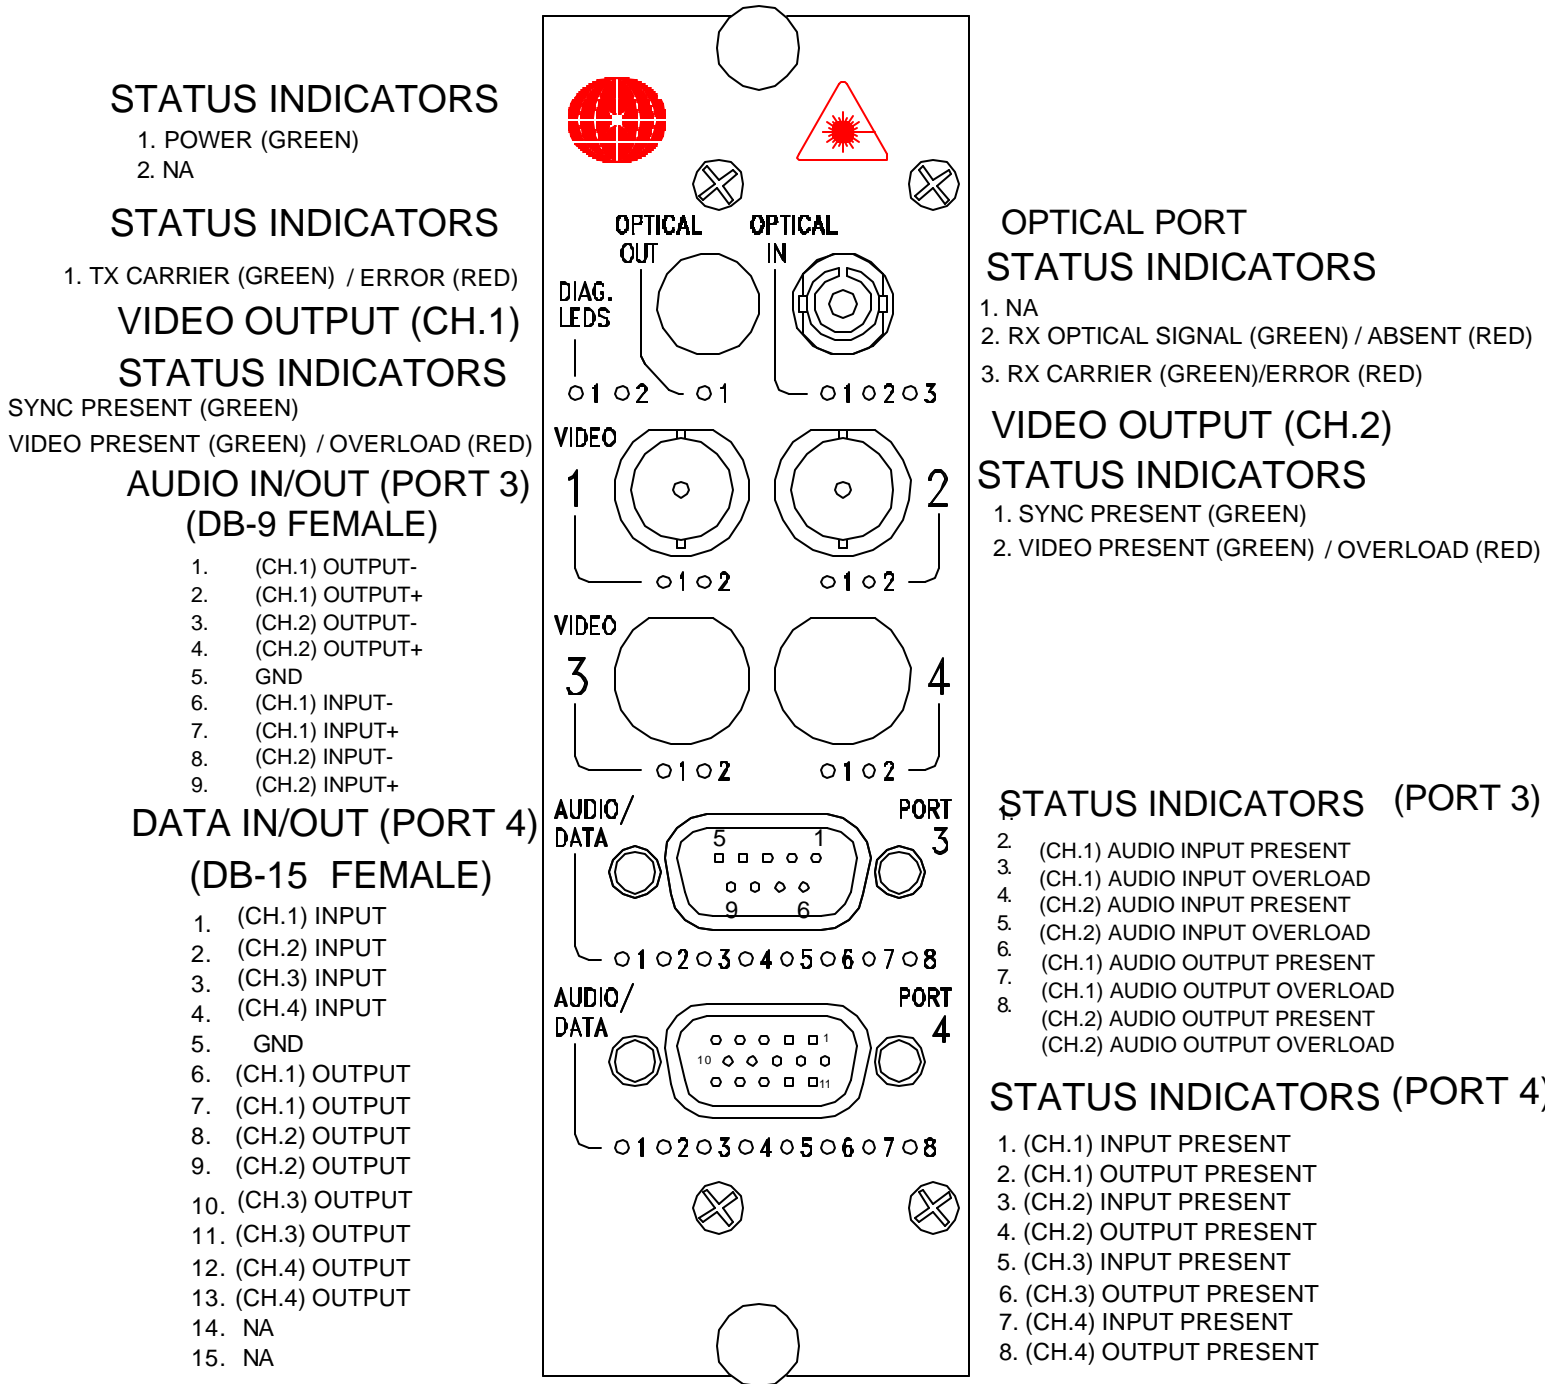 STATUS INDICATORS
1. POWER (GREEN)
2. NA
STATUS INDICATORS
1. TX CARRIER (GREEN) / ERROR (RED)
VIDEO OUTPUT (CH.1)
STATUS INDICATORS
SYNC PRESENT (GREEN)
VIDEO PRESENT (GREEN) / OVERLOAD (RED)
AUDIO IN/OUT (PORT 3)
(DB-9 FEMALE)
1. (CH.1) OUTPUT-
2. (CH.1) OUTPUT+
3. (CH.2) OUTPUT-
4. (CH.2) OUTPUT+
5. GND
6. (CH.1) INPUT-
7. (CH.1) INPUT+
8. (CH.2) INPUT-
9. (CH.2) INPUT+
DATA IN/OUT (PORT 4)
(DB-15 FEMALE)
1. (CH.1) INPUT
2. (CH.2) INPUT
3. (CH.3) INPUT
4. (CH.4) INPUT
5. GND
6. (CH.1) OUTPUT
7. (CH.1) OUTPUT
8. (CH.2) OUTPUT
9. (CH.2) OUTPUT
10. (CH.3) OUTPUT
11. (CH.3) OUTPUT
12. (CH.4) OUTPUT
13. (CH.4) OUTPUT
14. NA
15. NA
OPTICAL OPTICAL
OUT IN
DIAG.
LEDS
1 2 1 1 2 3
VIDEO
1 2
1 2 1 2
VIDEO
3 4
1 2 1 2
AUDIO/ PORT
DATA 3
5 1
9 6
1 2 3 4 5 6 7 8
AUDIO/ PORT
DATA 4
1
10
11
1 2 3 4 5 6 7 8
OPTICAL PORT
STATUS INDICATORS
1. NA
2. RX OPTICAL SIGNAL (GREEN) / ABSENT (RED)
3. RX CARRIER (GREEN)/ERROR (RED)
VIDEO OUTPUT (CH.2)
STATUS INDICATORS
1. SYNC PRESENT (GREEN)
2. VIDEO PRESENT (GREEN) / OVERLOAD (RED)
STATUS INDICATORS (PORT 3)
1.
2. (CH.1) AUDIO INPUT PRESENT
3. (CH.1) AUDIO INPUT OVERLOAD
4. (CH.2) AUDIO INPUT PRESENT
5. (CH.2) AUDIO INPUT OVERLOAD
6. (CH.1) AUDIO OUTPUT PRESENT
7. (CH.1) AUDIO OUTPUT OVERLOAD
8. (CH.2) AUDIO OUTPUT PRESENT
(CH.2) AUDIO OUTPUT OVERLOAD
STATUS INDICATORS (PORT 4)
1. (CH.1) INPUT PRESENT
2. (CH.1) OUTPUT PRESENT
3. (CH.2) INPUT PRESENT
4. (CH.2) OUTPUT PRESENT
5. (CH.3) INPUT PRESENT
6. (CH.3) OUTPUT PRESENT
7. (CH.4) INPUT PRESENT
8. (CH.4) OUTPUT PRESENT